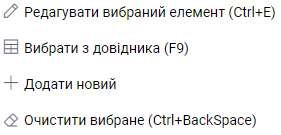 Редагувати вибраний елемент (Ctrl+E)
Вибрати з довідника (F9)
Додати новий
Очистити вибране (Ctrl+BackSpace)